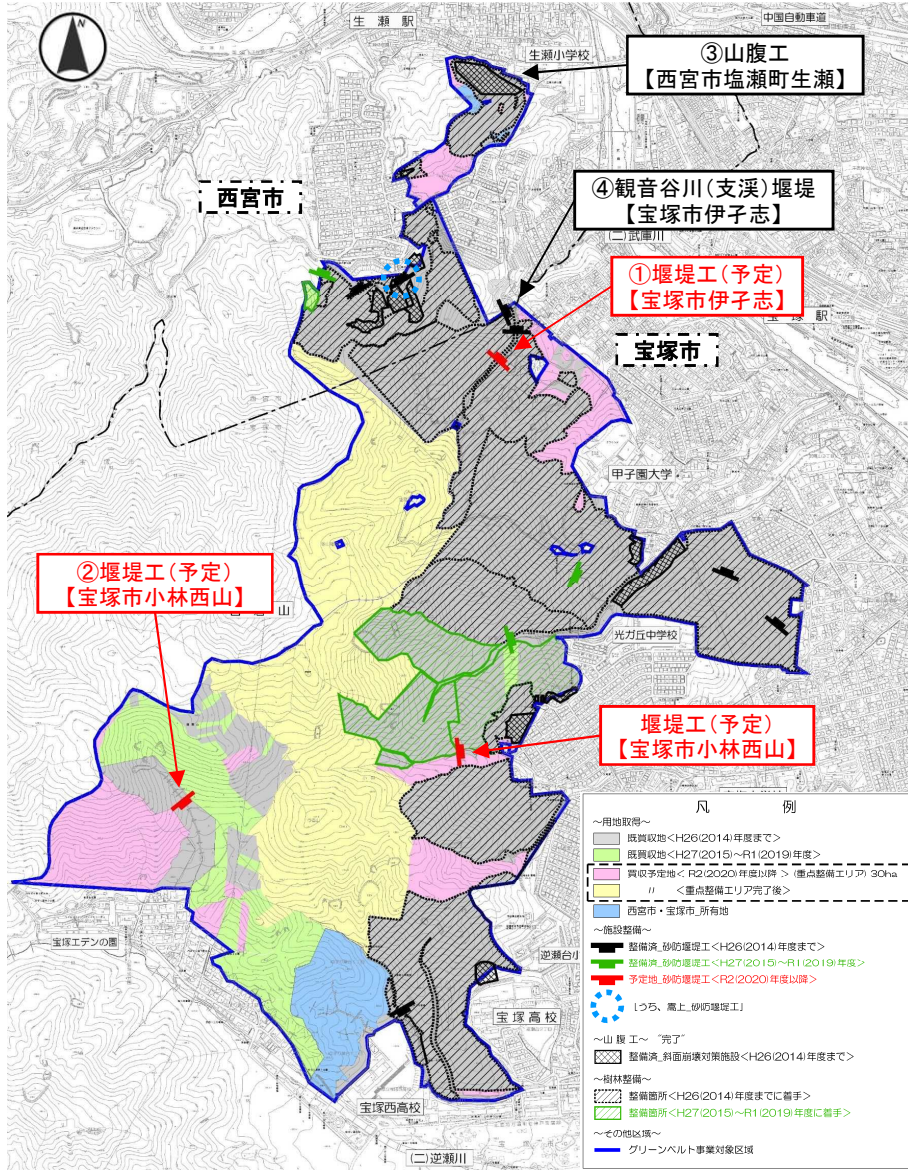 N
生瀬駅
中国自動車道
生瀬小学校
③山腹工
【西宮市塩瀬町生瀬】
西宮市
④観音谷川(支渓)堰堤
【宝塚市伊孑志】
(二)武庫川
①堰堤工(予定)
【宝塚市伊孑志】
宝塚駅
宝塚市
甲子園大学
②堰堤工(予定)
【宝塚市小林西山】
光ガ丘中学校
堰堤工(予定)
【宝塚市小林西山】
宝塚エデンの園
逆瀬台小
宝塚高校
宝塚西高校
(二)逆瀬川
凡 例
～用地取得～
既買収地<H26(2014)年度まで>
既買収地<H27(2015)～R1(2019)年度>
買収予定地< R2(2020)年度以降 > (重点整備エリア) 30ha
〃 <重点整備エリア完了後>
西宮市・宝塚市_所有地
～施設整備～
整備済_砂防堰堤工<H26(2014)年度まで>
整備済_砂防堰堤工<H27(2015)～R1(2019)年度>
予定地_砂防堰堤工<R2(2020)年度以降>
「うち、嵩上_砂防堰堤工」
～山腹工～ “完了”
整備済_斜面崩壊対策施設<H26(2014)年度まで>
～樹林整備～
整備箇所<H26(2014)年度までに着手>
整備箇所<H27(2015)～R1(2019)年度に着手>
～その他区域～
グリーンベルト事業対象区域